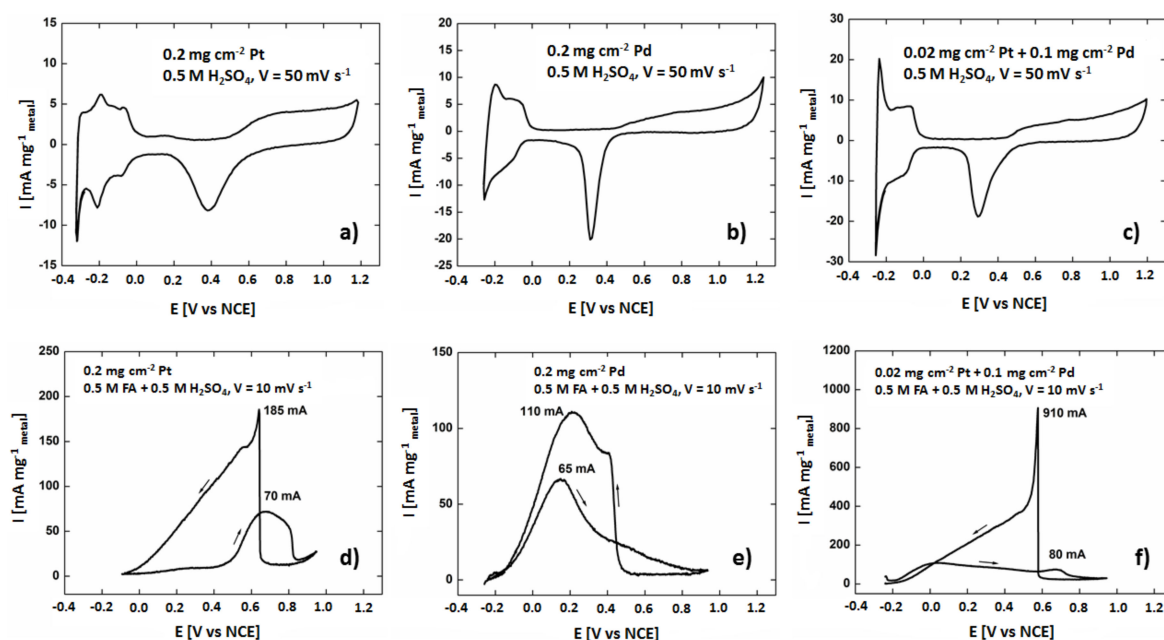 0.2 mg cm⁻² Pt
0.5 M H₂SO₄, V = 50 mV s⁻¹
I [mA mg⁻¹ metal]
15
10
5
0
-5
-10
-15
-0.2 0.0 0.2 0.4 0.6 0.8 1.0 1.2
E [V vs NCE]
a)
0.2 mg cm⁻² Pd
0.5 M H₂SO₄, V = 50 mV s⁻¹
I [mA mg⁻¹ metal]
20
15
10
5
0
-5
-10
-15
-20
-25
-0.4 -0.2 0.0 0.2 0.4 0.6 0.8 1.0 1.2
E [V vs NCE]
b)
0.02 mg cm⁻² Pt + 0.1 mg cm⁻² Pd
0.5 M H₂SO₄, V = 50 mV s⁻¹
I [mA mg⁻¹ metal]
30
20
10
0
-10
-20
-30
-0.4 -0.2 0.0 0.2 0.4 0.6 0.8 1.0 1.2
E [V vs NCE]
c)
0.2 mg cm⁻² Pt
0.5 M FA + 0.5 M H₂SO₄, V = 10 mV s⁻¹
185 mA
70 mA
I [mA mg⁻¹ metal]
250
200
150
100
50
0
-0.4 -0.2 0.0 0.2 0.4 0.6 0.8 1.0 1.2
E [V vs NCE]
d)
0.2 mg cm⁻² Pd
0.5 M FA + 0.5 M H₂SO₄, V = 10 mV s⁻¹
110 mA
65 mA
I [mA mg⁻¹ metal]
150
100
50
0
-0.4 -0.2 0.0 0.2 0.4 0.6 0.8 1.0 1.2
E [V vs NCE]
e)
0.02 mg cm⁻² Pt + 0.1 mg cm⁻² Pd
0.5 M FA + 0.5 M H₂SO₄, V = 10 mV s⁻¹
910 mA
80 mA
I [mA mg⁻¹ metal]
1200
1000
800
600
400
200
0
-0.4 -0.2 0.0 0.2 0.4 0.6 0.8 1.0 1.2
E [V vs NCE]
f)